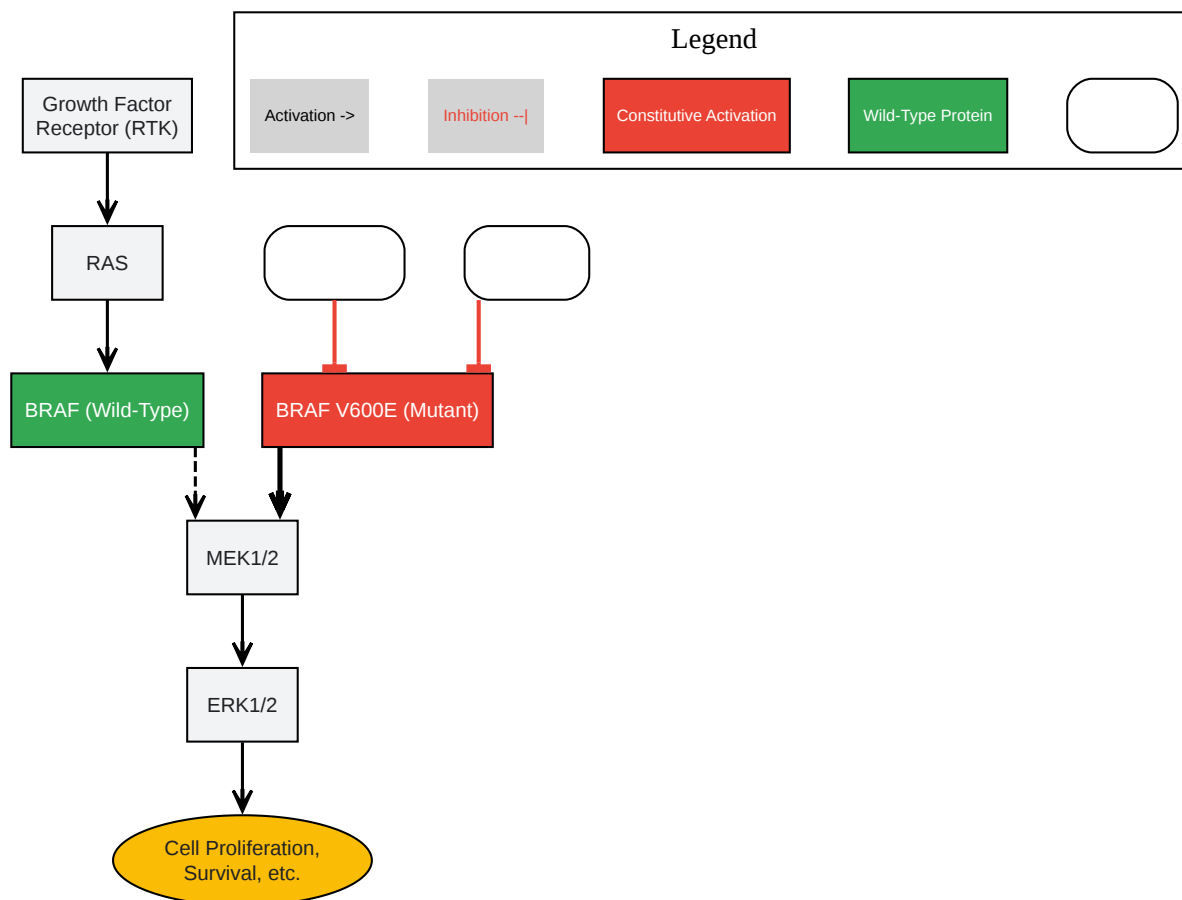 Legend
Activation ->
Inhibition --|
Constitutive Activation
Wild-Type Protein
Growth Factor
Receptor (RTK)
RAS
BRAF (Wild-Type)
BRAF V600E (Mutant)
MEK1/2
ERK1/2
Cell Proliferation,
Survival, etc.